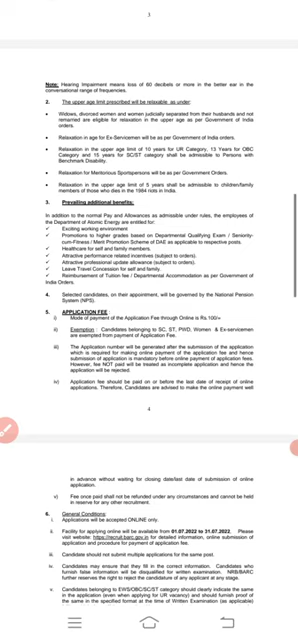 3
Note: Hearing Impairment means loss of 60 decibels or more in the better ear in the
conversational range of frequencies.
2. The upper age limit prescribed will be relaxable as under:
• Widows, divorced women and women judicially separated from their husbands and not
remarried are eligible for relaxation in the upper age as per Government of India
orders.
• Relaxation in age for Ex-Servicemen will be as per Government of India orders.
• Relaxation in the upper age limit of 10 years for UR Category, 13 Years for OBC
Category and 15 years for SC/ST category shall be admissible to Persons with
Benchmark Disability.
• Relaxation for Meritorious Sportspersons will be as per Government Orders.
• Relaxation in the upper age limit of 5 years shall be admissible to children/family
members of those who dies in the 1984 riots in India.
3. Prevailing additional benefits:
In addition to the normal Pay and Allowances as admissible under rules, the employees of
the Department of Atomic Energy are entitled for:
✓ Exciting working environment
✓ Promotions to higher grades based on Departmental Qualifying Exam / Seniority-
cum-Fitness / Merit Promotion Scheme of DAE as applicable to respective posts.
✓ Healthcare for self and family members.
✓ Attractive performance related incentives (subject to orders).
✓ Attractive professional update allowance (subject to orders).
✓ Leave Travel Concession for self and family.
✓ Reimbursement of Tuition fee / Departmental Accommodation as per Government of
India Orders.
4. Selected candidates, on their appointment, will be governed by the National Pension
System (NPS).
5. APPLICATION FEE :
i) Mode of payment of the Application Fee through Online is Rs.100/=
ii) Exemption : Candidates belonging to SC, ST, PWD, Women & Ex-servicemen
are exempted from payment of Application Fee.
iii) The Application number will be generated after the submission of the application
which is required for making online payment of the application fee and hence
submission of application is mandatory before online payment of application fees.
However, fee NOT paid will be treated as incomplete application and hence the
application will be rejected.
iv) Application fee should be paid on or before the last date of receipt of online
applications. Therefore, Candidates are advised to make the online payment well
4
in advance without waiting for closing date/last date of submission of online
application.
v) Fee once paid shall not be refunded under any circumstances and cannot be held
in reserve for any other recruitment.
6. General Conditions:
i. Applications will be accepted ONLINE only.
ii. Facility for applying online will be available from 01.07.2022 to 31.07.2022. Please
visit website: https://recruit.barc.gov.in for detailed information, online submission of
application and procedure for payment of application fee.
iii. Candidate should not submit multiple applications for the same post.
iv. Candidates may ensure that they fill in the correct information. Candidates who
furnish false information will be disqualified for written examination. NRB/BARC
further reserves the right to reject the candidature of any applicant at any stage.
v. Candidates belonging to EWS/OBC/SC/ST category should clearly indicate the same
in the application (even when applying for UR vacancy) and should furnish proof of
the same in the specified format at the time of Written Examination (as applicable)